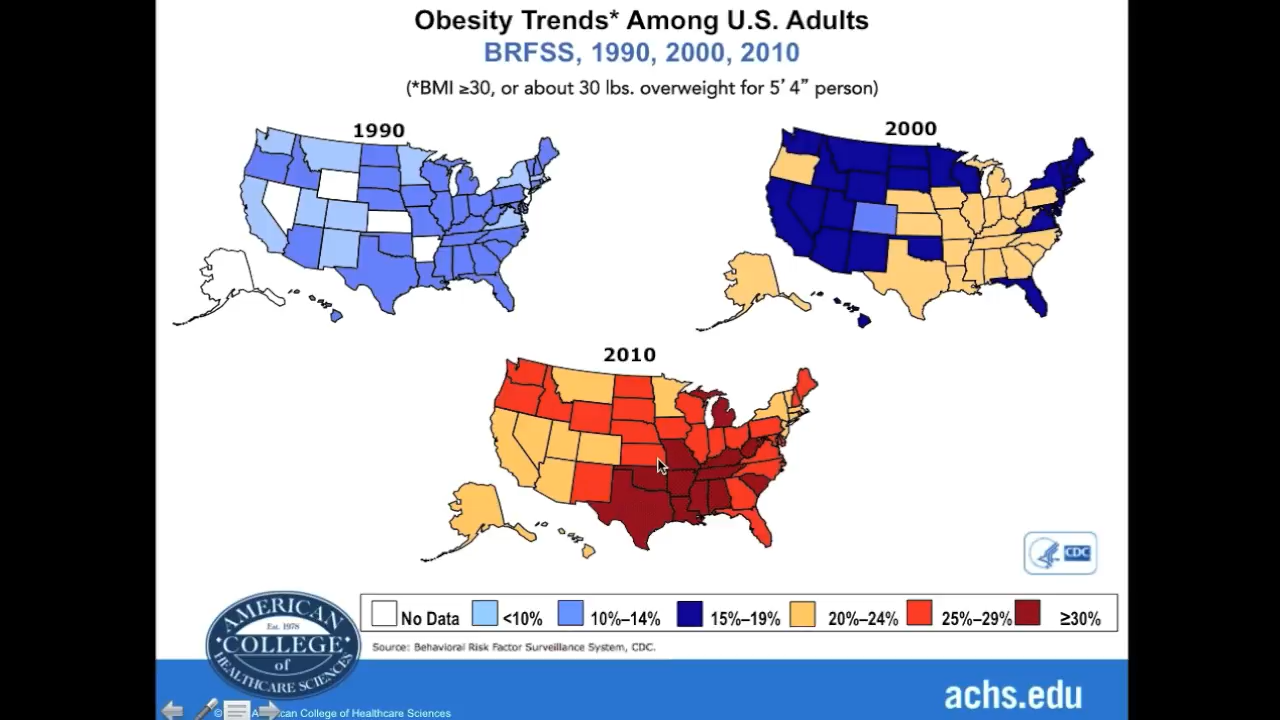 Obesity Trends* Among U.S. Adults
BRFSS, 1990, 2000, 2010
(*BMI ≥30, or about 30 lbs. overweight for 5’ 4” person)
1990
2000
2010
CDC
No Data
<10%
10%–14%
15%–19%
20%–24%
25%–29%
≥30%
Source: Behavioral Risk Factor Surveillance System, CDC.
AMERICAN
Est. 1978
COLLEGE
of
HEALTHCARE SCIENCES
achs.edu
© American College of Healthcare Sciences